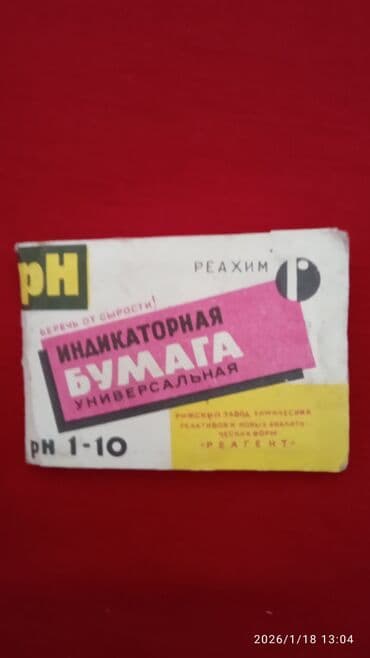 pH
РЕАХИМ
БЕРЕЧЬ ОТ СЫРОСТИ!
ИНДИКАТОРНАЯ
БУМАГА
УНИВЕРСАЛЬНАЯ
рН 1-10
РИЖСКИЙ ЗАВОД ХИМИЧЕСКИХ
РЕАКТИВОВ И НОВЫХ АНАЛИТИ
ЧЕСКИХ ФОРМ
«РЕАГЕНТ»
2026/1/18 13:04